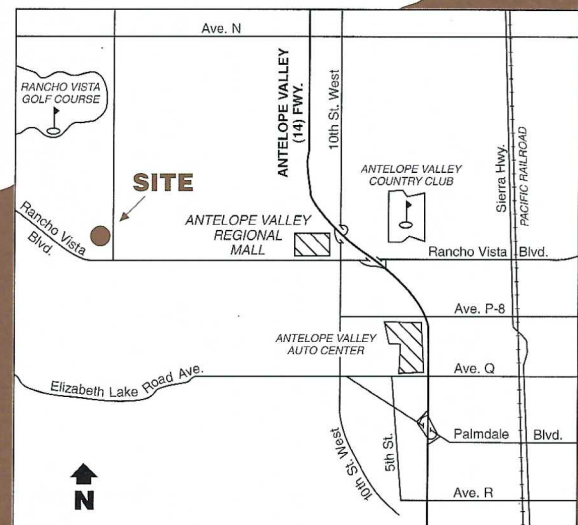 Ave. N
RANCHO VISTA
GOLF COURSE
ANTELOPE VALLEY
(14) FWY.
10th St. West
Sierra Hwy.
PACIFIC RAILROAD
SITE
ANTELOPE VALLEY
COUNTRY CLUB
Rancho Vista
Blvd.
ANTELOPE VALLEY
REGIONAL
MALL
Rancho Vista Blvd.
Ave. P-8
ANTELOPE VALLEY
AUTO CENTER
Elizabeth Lake Road Ave.
Ave. Q
10th St. West
5th St.
Palmdale Blvd.
Ave. R
N